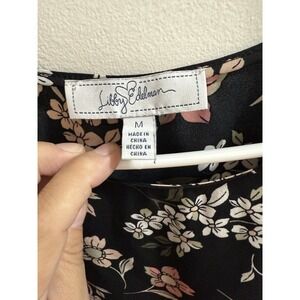 Libby Edelman
M
MADE IN
CHINA
HECHO EN
CHINA